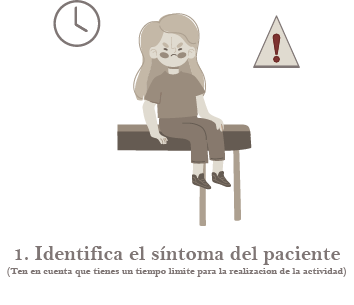 1. Identifica el síntoma del paciente
(Ten en cuenta que tienes un tiempo limite para la realizacion de la actividad)